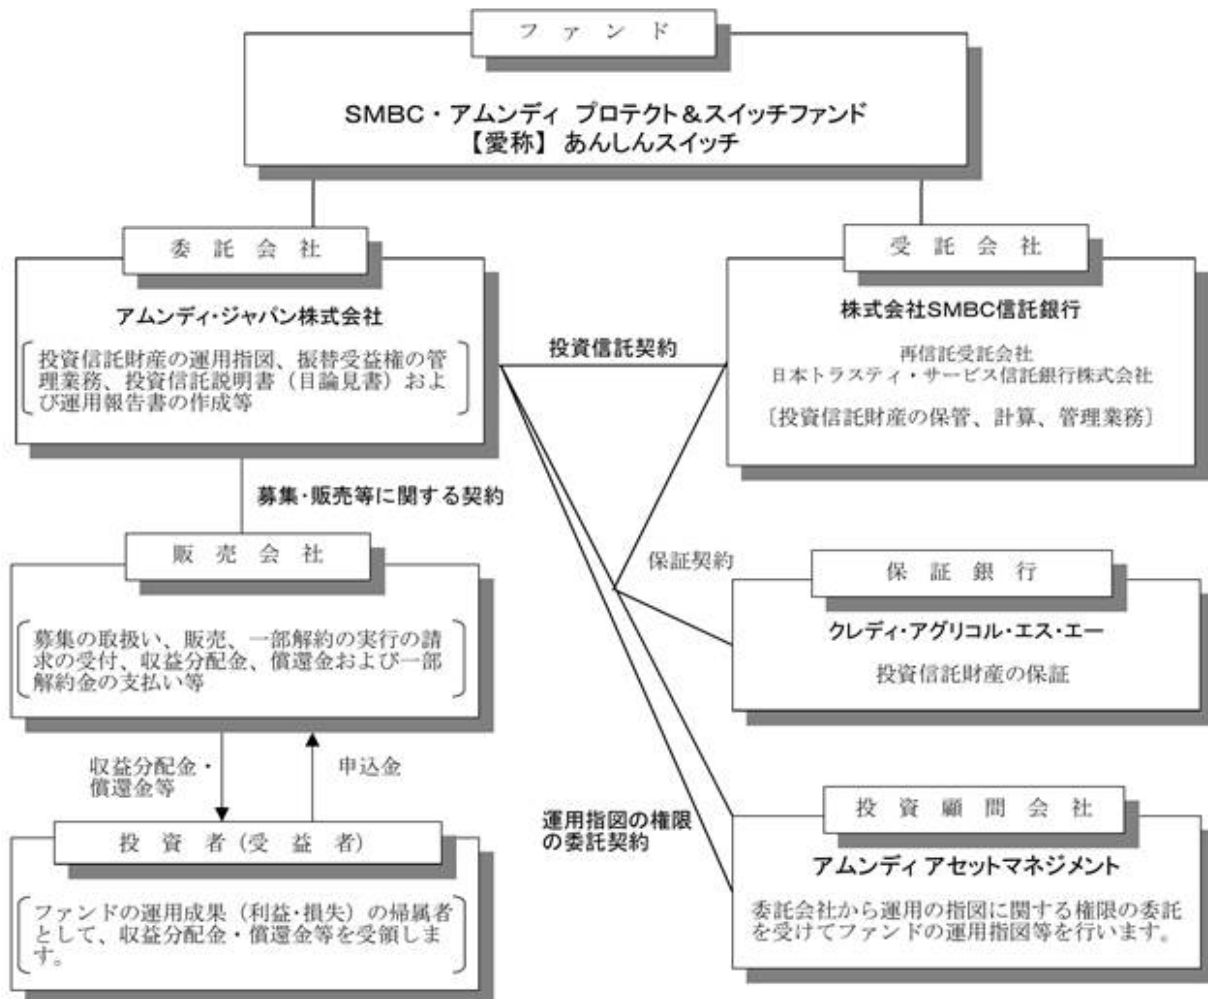 ファンド
SMBC・アムンディ プロテクト&スイッチファンド
【愛称】あんしんスイッチ
委託会社
アムンディ・ジャパン株式会社
投資信託財産の運用指図、振替受益権の管
理業務、投資信託説明書(目論見書)およ
び運用報告書の作成等
受託会社
株式会社SMBC信託銀行
再信託受託会社
日本トラスティ・サービス信託銀行株式会社
〔投資信託財産の保管、計算、管理業務〕
投資信託契約
募集・販売等に関する契約
販売会社
募集の取扱い、販売、一部解約の実行の請
求の受付、収益分配金、償還金および一部
解約金の支払い等
保証契約
保証銀行
クレディ・アグリコル・エス・エー
投資信託財産の保証
収益分配金・
償還金等
申込金
運用指図の権限
の委託契約
投資者(受益者)
ファンドの運用成果(利益・損失)の帰属者
として、収益分配金・償還金等を受領しま
す。
投資顧問会社
アムンディ アセットマネジメント
委託会社から運用の指図に関する権限の委託
を受けてファンドの運用指図等を行います。